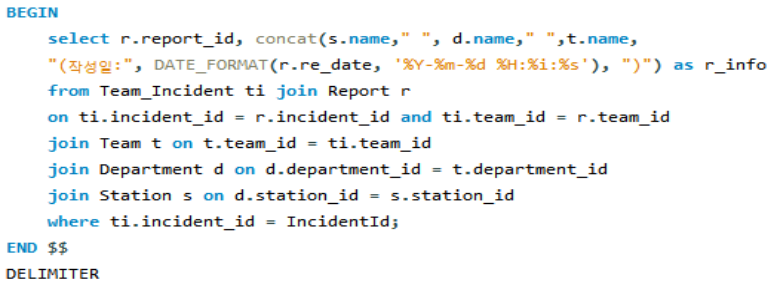 BEGIN
select r.report_id, concat(s.name," ", d.name," ",t.name,
"(작성일:", DATE_FORMAT(r.re_date, '%Y-%m-%d %H:%i:%s'), ")") as r_info
from Team_Incident ti join Report r
on ti.incident_id = r.incident_id and ti.team_id = r.team_id
join Team t on t.team_id = ti.team_id
join Department d on d.department_id = t.department_id
join Station s on d.station_id = s.station_id
where ti.incident_id = IncidentId;
END $$
DELIMITER